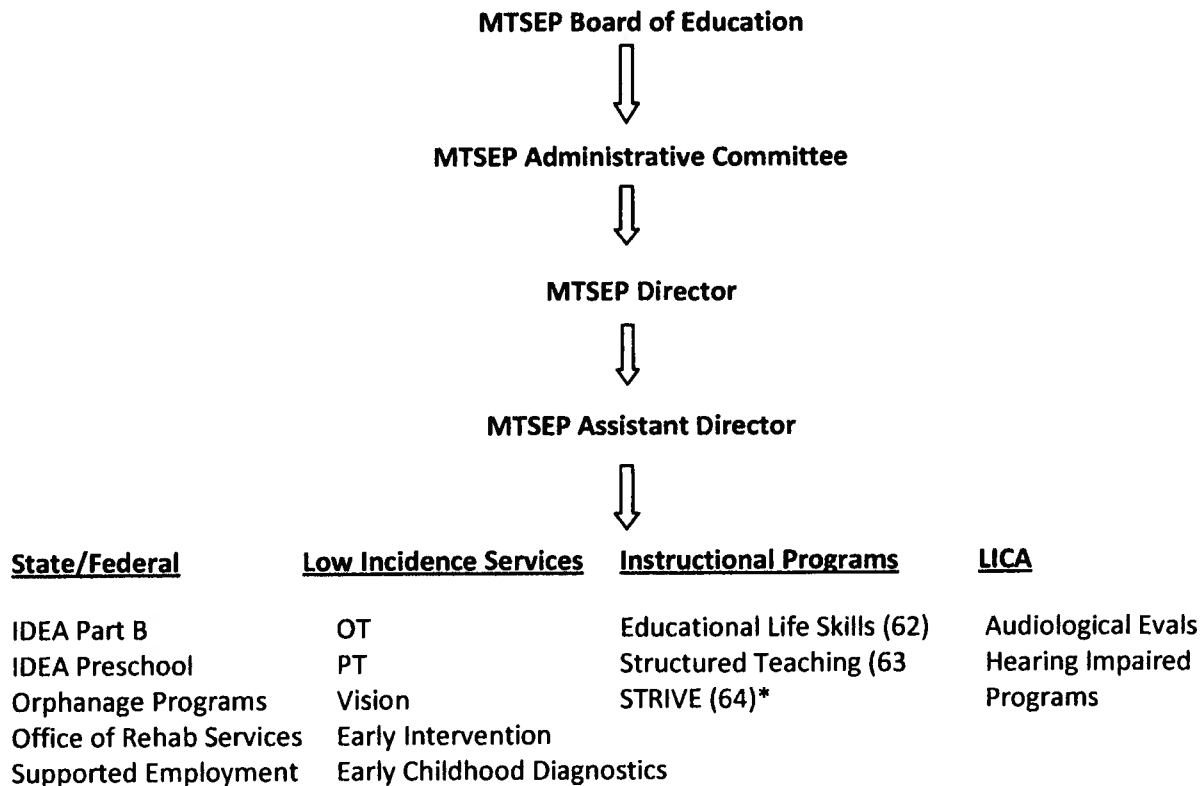 MTSEP Board of Education
MTSEP Administrative Committee
MTSEP Director
MTSEP Assistant Director
State/Federal Low Incidence Services Instructional Programs LICA
IDEA Part B OT Educational Life Skills (62) Audiological Evals
IDEA Preschool PT Structured Teaching (63 Hearing Impaired
Orphanage Programs Vision STRIVE (64)* Programs
Office of Rehab Services Early Intervention
Supported Employment Early Childhood Diagnostics